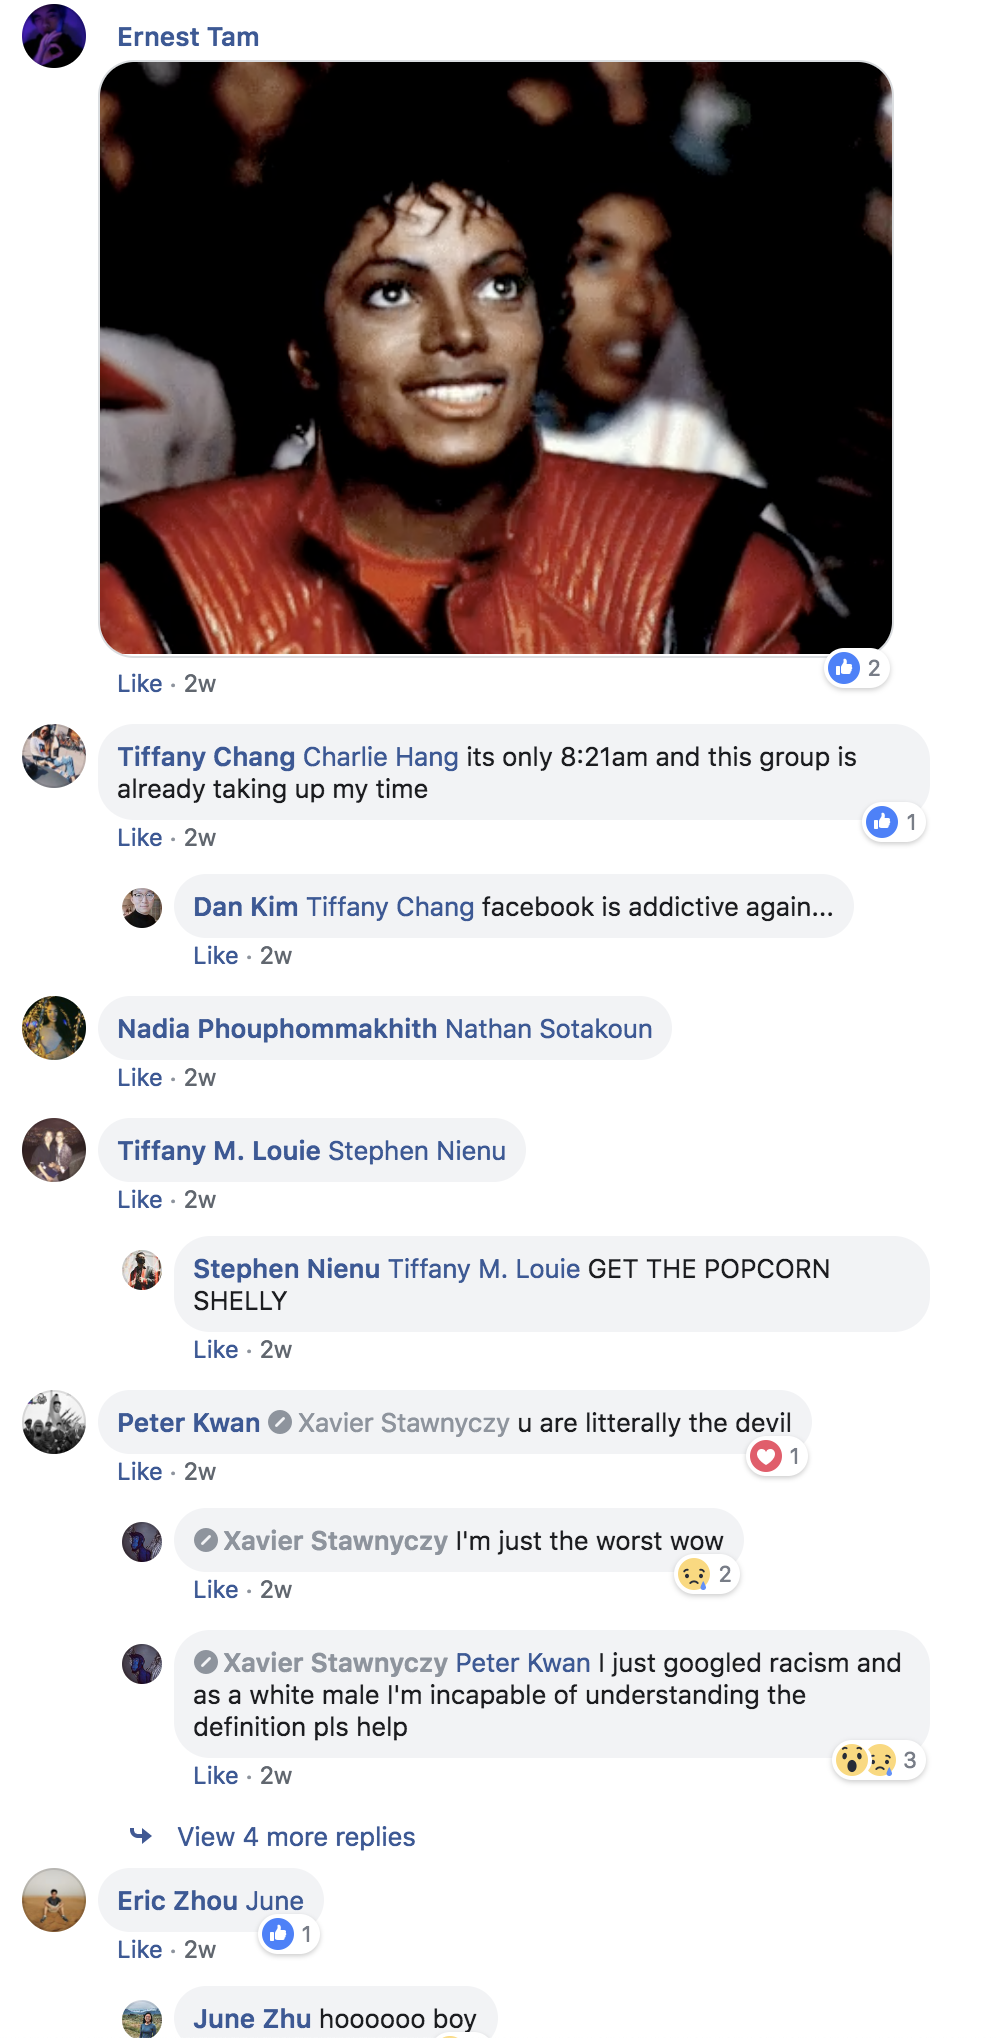 Ernest Tam
Like · 2w
2
Tiffany Chang Charlie Hang its only 8:21am and this group is
already taking up my time
Like · 2w
1
Dan Kim Tiffany Chang facebook is addictive again...
Like · 2w
Nadia Phouphommakhith Nathan Sotakoun
Like · 2w
Tiffany M. Louie Stephen Nienu
Like · 2w
Stephen Nienu Tiffany M. Louie GET THE POPCORN
SHELLY
Like · 2w
Peter Kwan Xavier Stawnyczy u are litterally the devil
Like · 2w
1
Xavier Stawnyczy I'm just the worst wow
Like · 2w
2
Xavier Stawnyczy Peter Kwan I just googled racism and
as a white male I'm incapable of understanding the
definition pls help
Like · 2w
3
View 4 more replies
Eric Zhou June
Like · 2w
1
June Zhu hoooooo boy